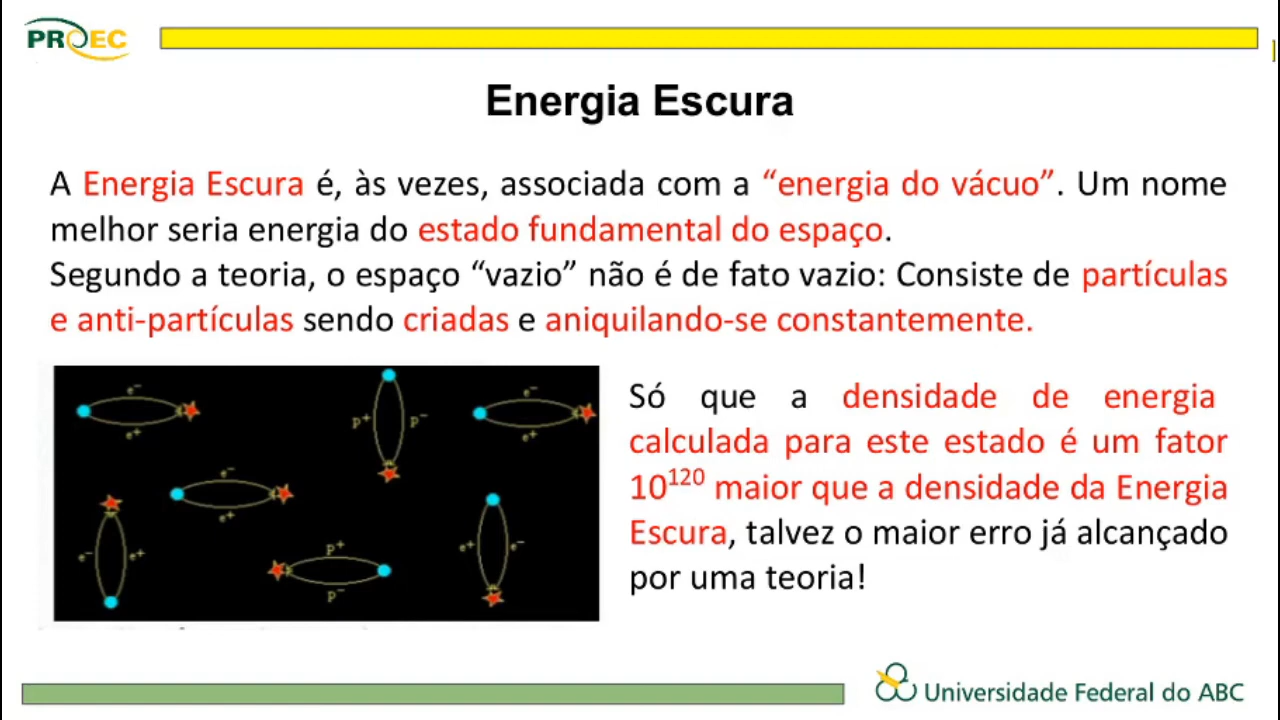 PROEC
Energia Escura
A Energia Escura é, às vezes, associada com a “energia do vácuo”. Um nome
melhor seria energia do estado fundamental do espaço.
Segundo a teoria, o espaço “vazio” não é de fato vazio: Consiste de partículas
e anti-partículas sendo criadas e aniquilando-se constantemente.
e⁻
e⁺
p⁺ p⁻
e⁻
e⁺
e⁻
e⁺
e⁻ e⁺
p⁺
p⁻
e⁺ e⁻
Só que a densidade de energia
calculada para este estado é um fator
10¹²⁰ maior que a densidade da Energia
Escura, talvez o maior erro já alcançado
por uma teoria!
Universidade Federal do ABC